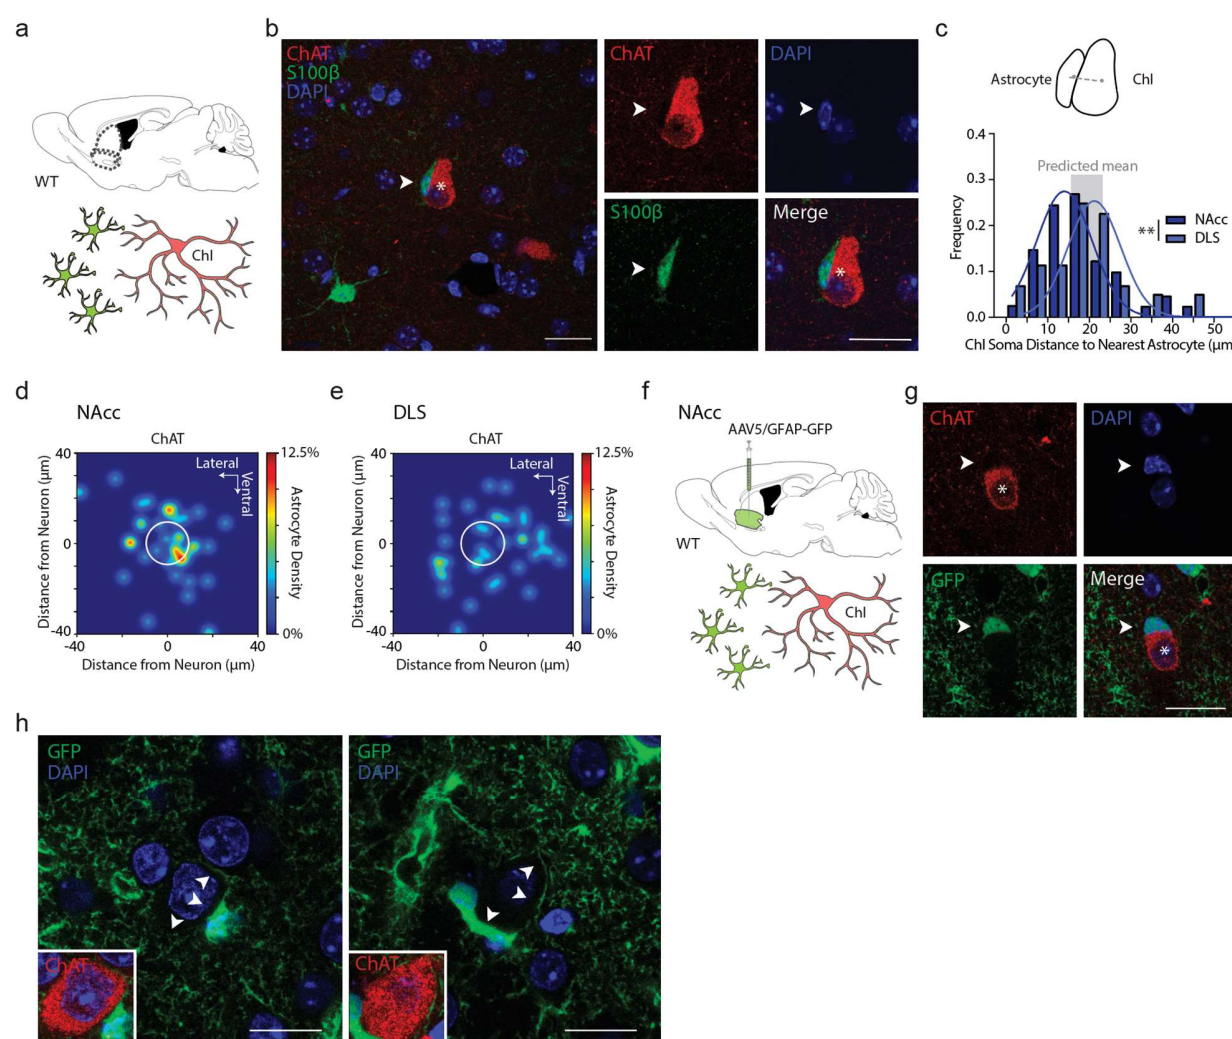 a
WT
ChI
b
ChAT
S100β
DAPI
ChAT
DAPI
S100β
Merge
*
*
c
Astrocyte
ChI
Predicted mean
Frequency
0.4
0.3
0.2
0.1
0.0
**
NAcc
DLS
0 10 20 30 40 50
ChI Soma Distance to Nearest Astrocyte (μm
d
NAcc
ChAT
Lateral
Ventral
Distance from Neuron (μm)
40
0
-40
-40 0 40
Distance from Neuron (μm)
12.5%
0%
Astrocyte Density
e
DLS
ChAT
Lateral
Ventral
Distance from Neuron (μm)
40
0
-40
-40 0 40
Distance from Neuron (μm)
12.5%
0%
Astrocyte Density
f
NAcc
AAV5/GFAP-GFP
WT
ChI
g
ChAT
*
DAPI
GFP
Merge
*
h
GFP
DAPI
ChAT
GFP
DAPI
ChAT